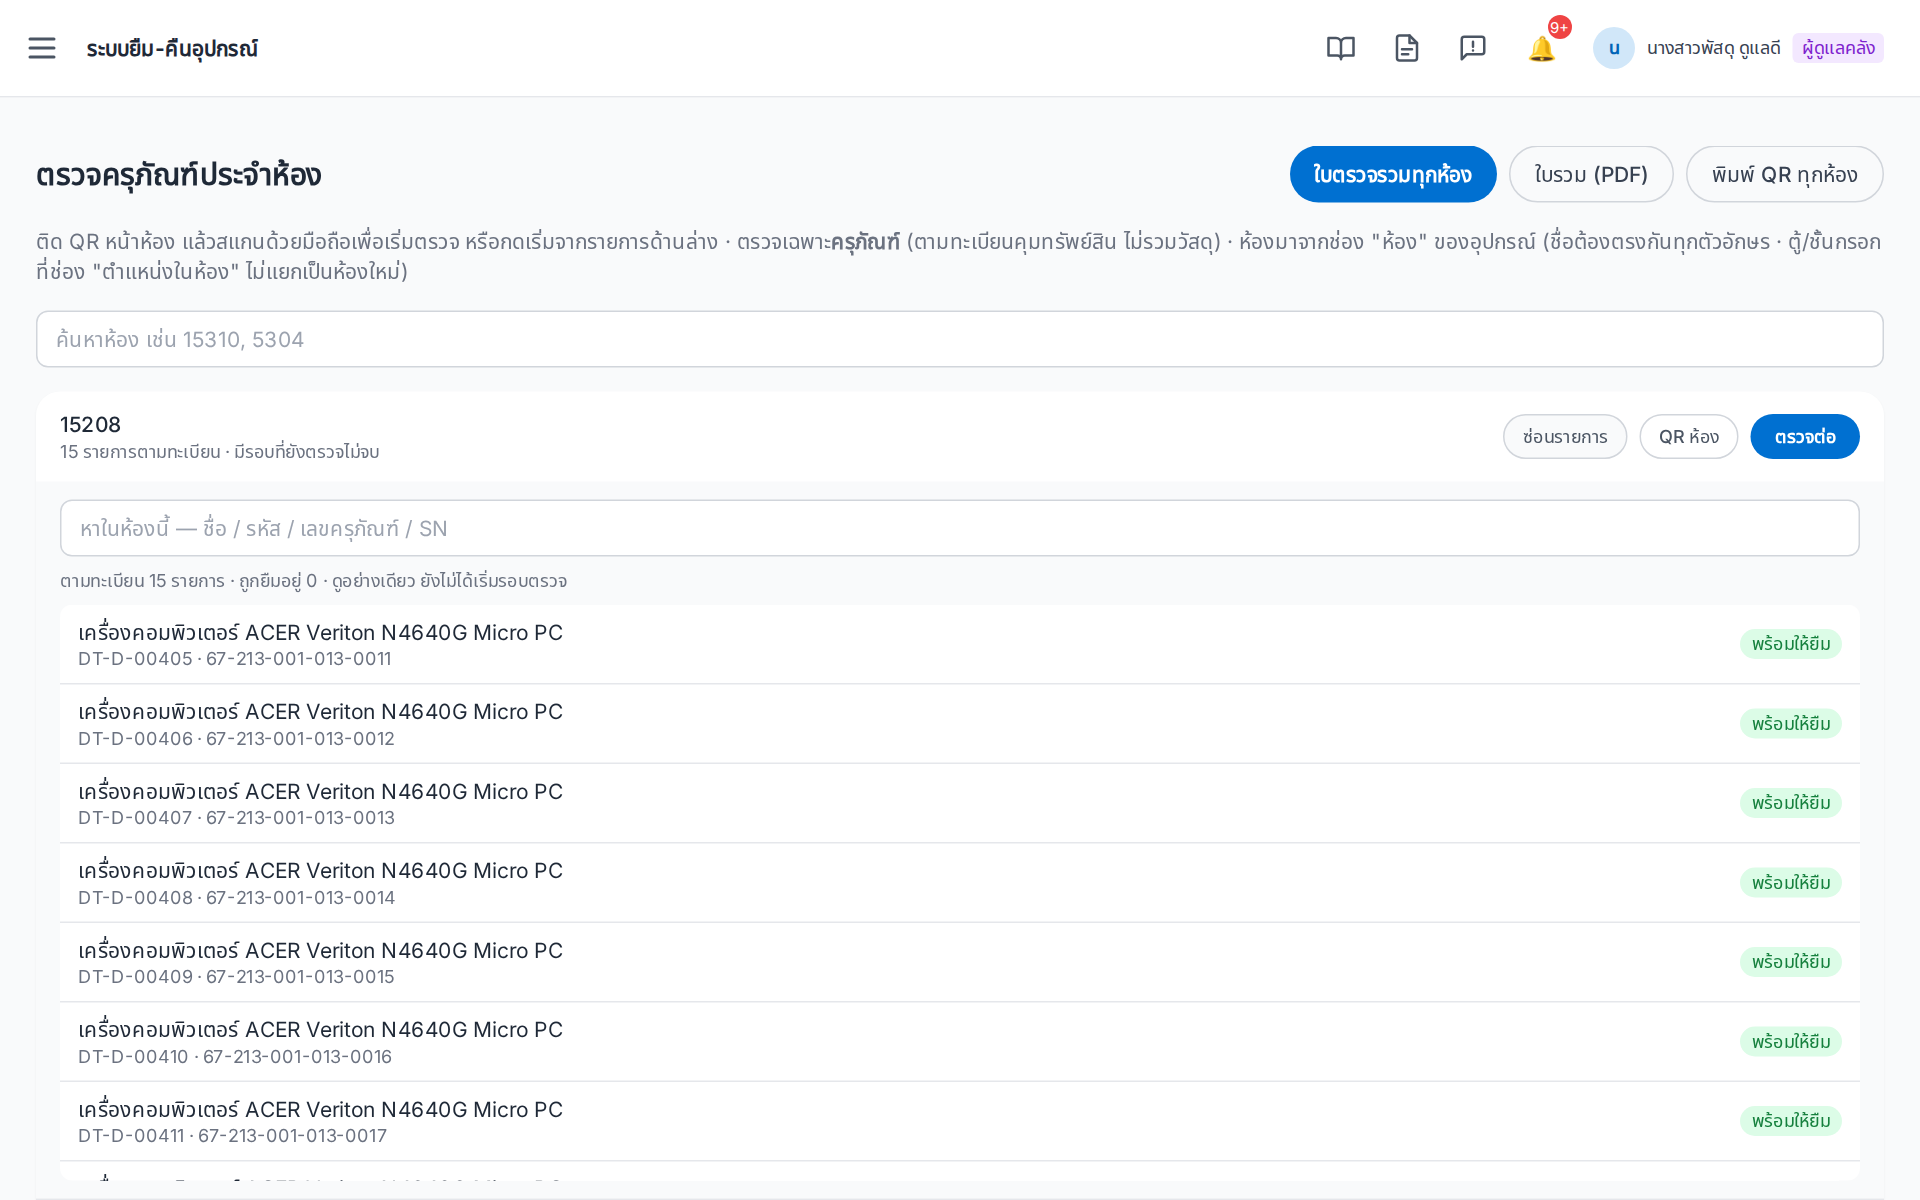 ระบบยืม-คืนอุปกรณ์
9+
น
นางสาวพัสดุ ดูแลดี
ผู้ดูแลคลัง
ตรวจครุภัณฑ์ประจำห้อง
ใบตรวจรวมทุกห้อง
ใบรวม (PDF)
พิมพ์ QR ทุกห้อง
ติด QR หน้าห้อง แล้วสแกนด้วยมือถือเพื่อเริ่มตรวจ หรือกดเริ่มจากรายการด้านล่าง · ตรวจเฉพาะครุภัณฑ์ (ตามทะเบียนคุมทรัพย์สิน ไม่รวมวัสดุ) · ห้องมาจากช่อง "ห้อง" ของอุปกรณ์ (ชื่อต้องตรงกันทุกตัวอักษร · ตู้/ชั้นกรอก
ที่ช่อง "ตำแหน่งในห้อง" ไม่แยกเป็นห้องใหม่)
ค้นหาห้อง เช่น 15310, 5304
15208
15 รายการตามทะเบียน · มีรอบที่ยังตรวจไม่จบ
ซ่อนรายการ
QR ห้อง
ตรวจต่อ
หาในห้องนี้ — ชื่อ / รหัส / เลขครุภัณฑ์ / SN
ตามทะเบียน 15 รายการ · ถูกยืมอยู่ 0 · ดูอย่างเดียว ยังไม่ได้เริ่มรอบตรวจ
เครื่องคอมพิวเตอร์ ACER Veriton N4640G Micro PC
DT-D-00405 · 67-213-001-013-0011
พร้อมให้ยืม
เครื่องคอมพิวเตอร์ ACER Veriton N4640G Micro PC
DT-D-00406 · 67-213-001-013-0012
พร้อมให้ยืม
เครื่องคอมพิวเตอร์ ACER Veriton N4640G Micro PC
DT-D-00407 · 67-213-001-013-0013
พร้อมให้ยืม
เครื่องคอมพิวเตอร์ ACER Veriton N4640G Micro PC
DT-D-00408 · 67-213-001-013-0014
พร้อมให้ยืม
เครื่องคอมพิวเตอร์ ACER Veriton N4640G Micro PC
DT-D-00409 · 67-213-001-013-0015
พร้อมให้ยืม
เครื่องคอมพิวเตอร์ ACER Veriton N4640G Micro PC
DT-D-00410 · 67-213-001-013-0016
พร้อมให้ยืม
เครื่องคอมพิวเตอร์ ACER Veriton N4640G Micro PC
DT-D-00411 · 67-213-001-013-0017
พร้อมให้ยืม